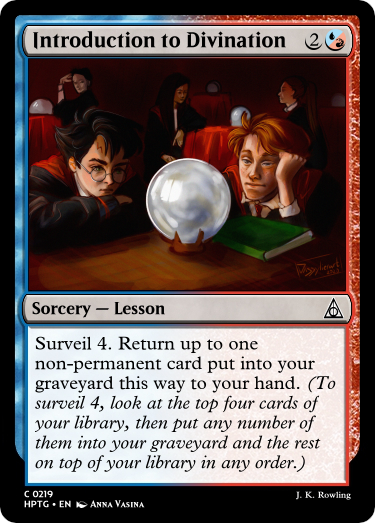 Introduction to Divination 2
Sorcery — Lesson
Surveil 4. Return up to one
non-permanent card put into your
graveyard this way to your hand. (To
surveil 4, look at the top four cards of
your library, then put any number of
them into your graveyard and the rest
on top of your library in any order.)
C 0219
HPTG • EN Anna Vasina
J. K. Rowling